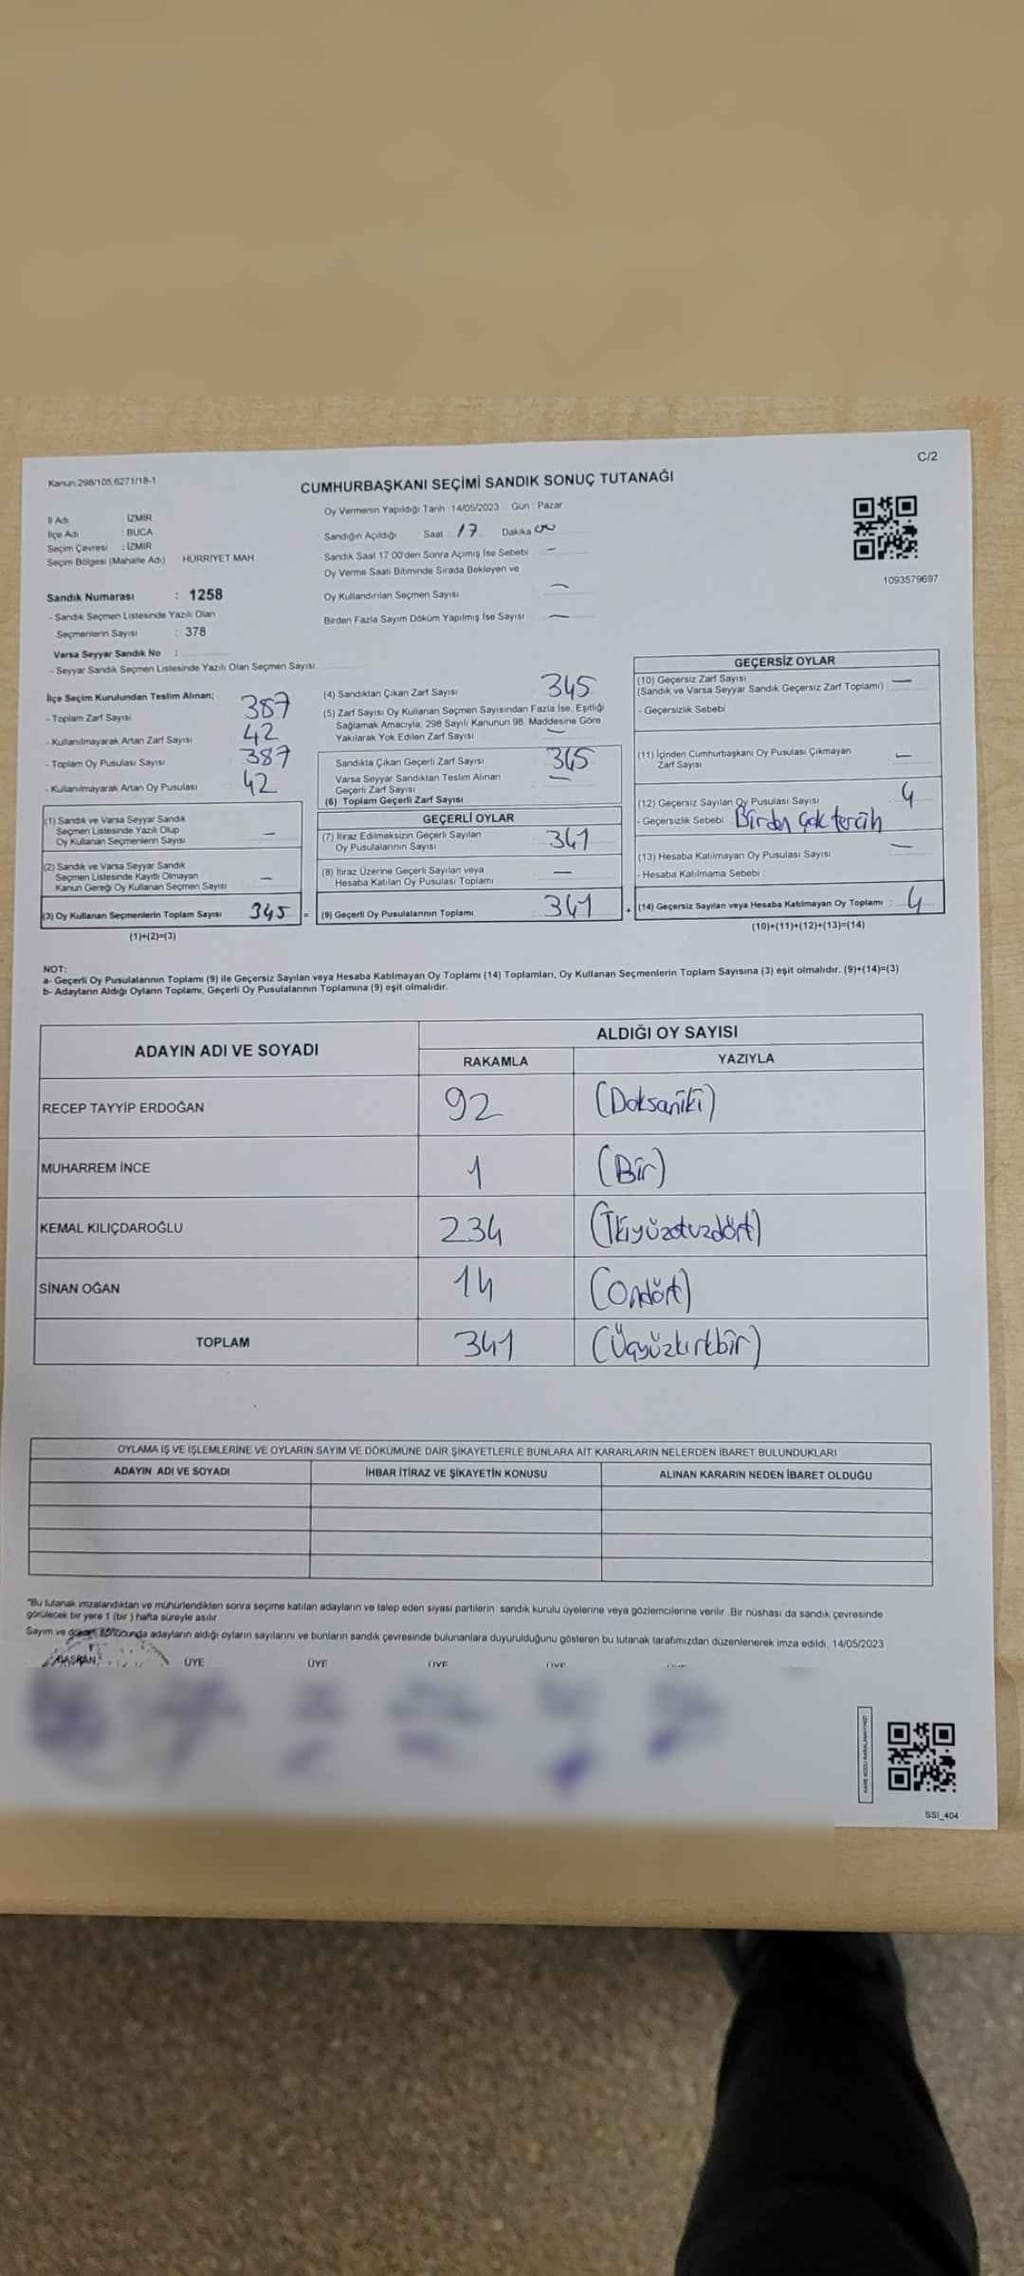 Kanun.298/105,6271/18-1
C/2
CUMHURBAŞKANI SEÇİMİ SANDIK SONUÇ TUTANAĞI
İl Adı : İZMİR
İlçe Adı : BUCA
Seçim Çevresi : İZMİR
Seçim Bölgesi (Mahalle Adı) HÜRRİYET MAH
Sandık Numarası : 1258
- Sandık Seçmen Listesinde Yazılı Olan
Seçmenlerin Sayısı : 378
Varsa Seyyar Sandık No :
- Seyyar Sandık Seçmen Listesinde Yazılı Olan Seçmen Sayısı
Oy Vermenin Yapıldığı Tarih 14/05/2023 Gün : Pazar
Sandığın Açıldığı Saat 17 Dakika 00
Sandık Saat 17 00'den Sonra Açımış İse Sebebi —
Oy Verme Saati Bitiminde Sırada Bekleyen ve
Oy Kullandırılan Seçmen Sayısı —
Birden Fazla Sayım Döküm Yapılmış İse Sayısı —
1093579697
İlçe Seçim Kurulundan Teslim Alınan;
- Toplam Zarf Sayısı 387
- Kullanılmayarak Artan Zarf Sayısı 42
- Toplam Oy Pusulası Sayısı 387
- Kullanılmayarak Artan Oy Pusulası 42
(1) Sandık ve Varsa Seyyar Sandık
Seçmen Listesinde Yazılı Olup
Oy Kullanan Seçmenlerin Sayısı —
(2) Sandık ve Varsa Seyyar Sandık
Seçmen Listesinde Kayıtlı Olmayan
Kanun Gereği Oy Kullanan Seçmen Sayısı —
(3) Oy Kullanan Seçmenlerin Toplam Sayısı 345 =
(1)+(2)=(3)
(4) Sandıktan Çıkan Zarf Sayısı 345
(5) Zarf Sayısı Oy Kullanan Seçmen Sayısından Fazla İse, Eşitliği
Sağlamak Amacıyla, 298 Sayılı Kanunun 98. Maddesine Göre
Yakılarak Yok Edilen Zarf Sayısı —
Sandıkta Çıkan Geçerli Zarf Sayısı 345
Varsa Seyyar Sandıktan Teslim Alınan
Geçerli Zarf Sayısı —
(6) Toplam Geçerli Zarf Sayısı
GEÇERLİ OYLAR
(7) İtiraz Edilmeksizin Geçerli Sayılan
Oy Pusulalarının Sayısı 341
(8) İtiraz Üzerine Geçerli Sayılan veya
Hesaba Katılan Oy Pusulası Toplamı —
(9) Geçerli Oy Pusulalarının Toplamı 341 +
GEÇERSİZ OYLAR
(10) Geçersiz Zarf Sayısı —
(Sandık ve Varsa Seyyar Sandık Geçersiz Zarf Toplamı)
- Geçersizlik Sebebi
(11) İçinden Cumhurbaşkanı Oy Pusulası Çıkmayan
Zarf Sayısı —
(12) Geçersiz Sayılan Oy Pusulası Sayısı 4
- Geçersizlik Sebebi Birden Çok tercih
(13) Hesaba Katılmayan Oy Pusulası Sayısı —
- Hesaba Katılmama Sebebi
(14) Geçersiz Sayılan veya Hesaba Katılmayan Oy Toplamı : 4
(10)+(11)+(12)+(13)=(14)
NOT:
a- Geçerli Oy Pusulalarının Toplamı (9) ile Geçersiz Sayılan veya Hesaba Katılmayan Oy Toplamı (14) Toplamları, Oy Kullanan Seçmenlerin Toplam Sayısına (3) eşit olmalıdır. (9)+(14)=(3)
b- Adayların Aldığı Oyların Toplamı, Geçerli Oy Pusulalarının Toplamına (9) eşit olmalıdır.
ADAYIN ADI VE SOYADI
ALDIĞI OY SAYISI
RAKAMLA YAZIYLA
RECEP TAYYİP ERDOĞAN 92 (Doksaniki)
MUHARREM İNCE 1 (Bir)
KEMAL KILIÇDAROĞLU 234 (İkiyüzotuzdört)
SİNAN OĞAN 14 (Ondört)
TOPLAM 341 (Üçyüzkırkbir)
OYLAMA İŞ VE İŞLEMLERİNE VE OYLARIN SAYIM VE DÖKÜMÜNE DAİR ŞİKAYETLERLE BUNLARA AİT KARARLARIN NELERDEN İBARET BULUNDUKLARI
ADAYIN ADI VE SOYADI İHBAR İTİRAZ VE ŞİKAYETİN KONUSU ALINAN KARARIN NEDEN İBARET OLDUĞU
*Bu tutanak imzalandıktan ve mühürlendikten sonra seçime katılan adayların ve talep eden siyasi partilerin sandık kurulu üyelerine veya gözlemcilerine verilir. Bir nüshası da sandık çevresinde
görülecek bir yere 1 (bir ) hafta süreyle asılır.
Sayım ve döküm sonucunda adayların aldığı oyların sayılarını ve bunların sandık çevresinde bulunanlara duyurulduğunu gösteren bu tutanak tarafımızdan düzenlenerek imza edildi. 14/05/2023
BAŞKAN ÜYE ÜYE ÜYE ÜYE
SSI_404